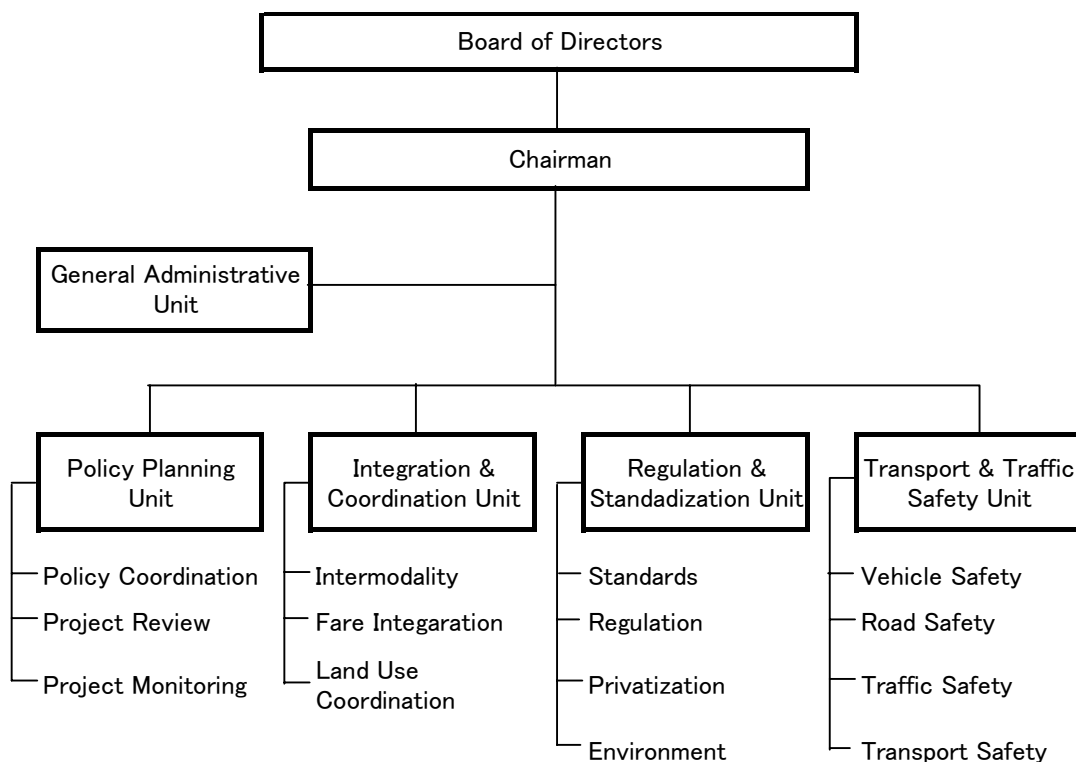 Board of Directors
Chairman
General Administrative
Unit
Policy Planning
Unit
Policy Coordination
Project Review
Project Monitoring
Integration &
Coordination Unit
Intermodality
Fare Integaration
Land Use
Coordination
Regulation &
Standadization Unit
Standards
Regulation
Privatization
Environment
Transport & Traffic
Safety Unit
Vehicle Safety
Road Safety
Traffic Safety
Transport Safety